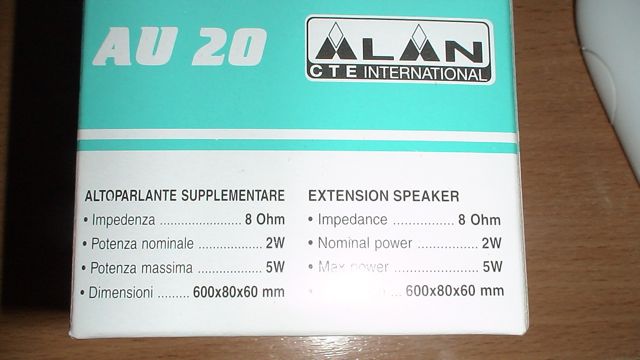 AU 20
ALAN
CTE INTERNATIONAL
ALTOPARLANTE SUPPLEMENTARE
• Impedenza ........................ 8 Ohm
• Potenza nominale .................. 2W
• Potenza massima .................. 5W
• Dimensioni ......... 600x80x60 mm
EXTENSION SPEAKER
• Impedance ................ 8 Ohm
• Nominal power ................ 2W
• Max power ................ 5W
600x80x60 mm